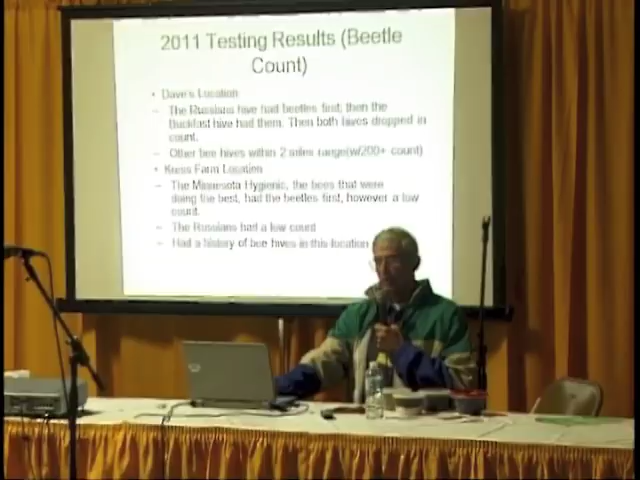 2011 Testing Results (Beetle
Count)
• Dave's Location
– The Russians hive had beetles first, then the
Buckfast hive had them. Then both hives dropped in
count.
– Other bee hives within 2 miles range(w/200+ count)
• Kress Farm Location
– The Minnesota Hygienic, the bees that were
doing the best, had the beetles first, however a low
count.
– The Russians had a low count
– Had a history of bee hives in this location